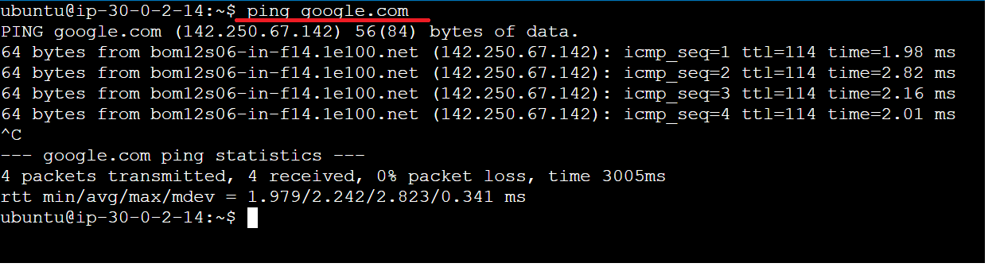 ubuntu@ip-30-0-2-14:~$ ping google.com
PING google.com (142.250.67.142) 56(84) bytes of data.
64 bytes from bom12s06-in-f14.1e100.net (142.250.67.142): icmp_seq=1 ttl=114 time=1.98 ms
64 bytes from bom12s06-in-f14.1e100.net (142.250.67.142): icmp_seq=2 ttl=114 time=2.82 ms
64 bytes from bom12s06-in-f14.1e100.net (142.250.67.142): icmp_seq=3 ttl=114 time=2.16 ms
64 bytes from bom12s06-in-f14.1e100.net (142.250.67.142): icmp_seq=4 ttl=114 time=2.01 ms
^C
--- google.com ping statistics ---
4 packets transmitted, 4 received, 0% packet loss, time 3005ms
rtt min/avg/max/mdev = 1.979/2.242/2.823/0.341 ms
ubuntu@ip-30-0-2-14:~$